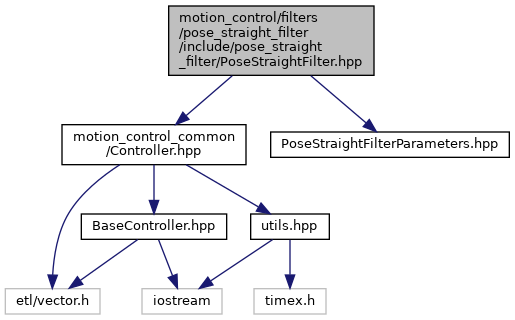 motion_control/filters
/pose_straight_filter
/include/pose_straight
_filter/PoseStraightFilter.hpp
motion_control_common
/Controller.hpp
PoseStraightFilterParameters.hpp
BaseController.hpp
utils.hpp
etl/vector.h
iostream
timex.h